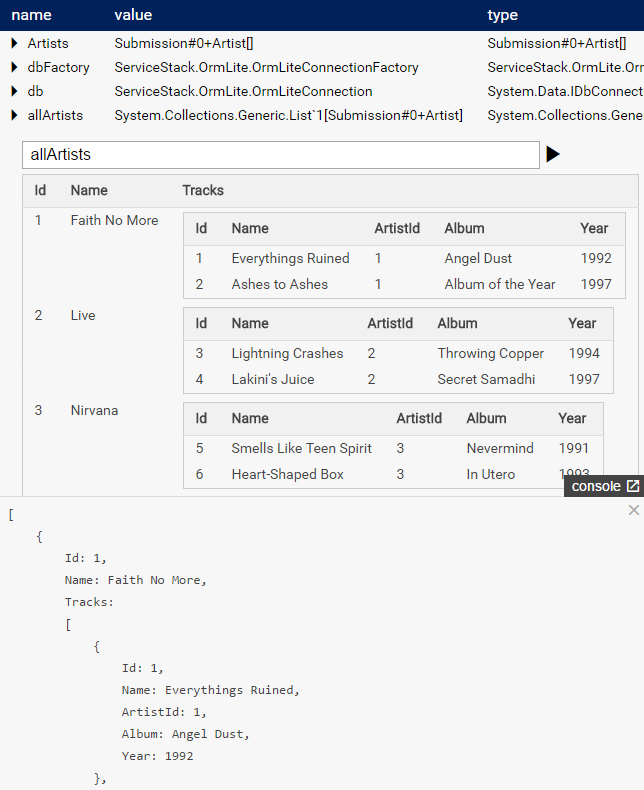 name value type
Artists Submission#0+Artist[] Submission#0+Artist[]
dbFactory ServiceStack.OrmLite.OrmLiteConnectionFactory ServiceStack.OrmLite.Orm
db ServiceStack.OrmLite.OrmLiteConnection System.Data.IDbConnect
allArtists System.Collections.Generic.List`1[Submission#0+Artist] System.Collections.Gene
allArtists
Id Name Tracks
1 Faith No More
Id Name ArtistId Album Year
1 Everythings Ruined 1 Angel Dust 1992
2 Ashes to Ashes 1 Album of the Year 1997
2 Live
Id Name ArtistId Album Year
3 Lightning Crashes 2 Throwing Copper 1994
4 Lakini's Juice 2 Secret Samadhi 1997
3 Nirvana
Id Name ArtistId Album Year
5 Smells Like Teen Spirit 3 Nevermind 1991
6 Heart-Shaped Box 3 In Utero 1993
console
[
{
Id: 1,
Name: Faith No More,
Tracks:
[
{
Id: 1,
Name: Everythings Ruined,
ArtistId: 1,
Album: Angel Dust,
Year: 1992
},